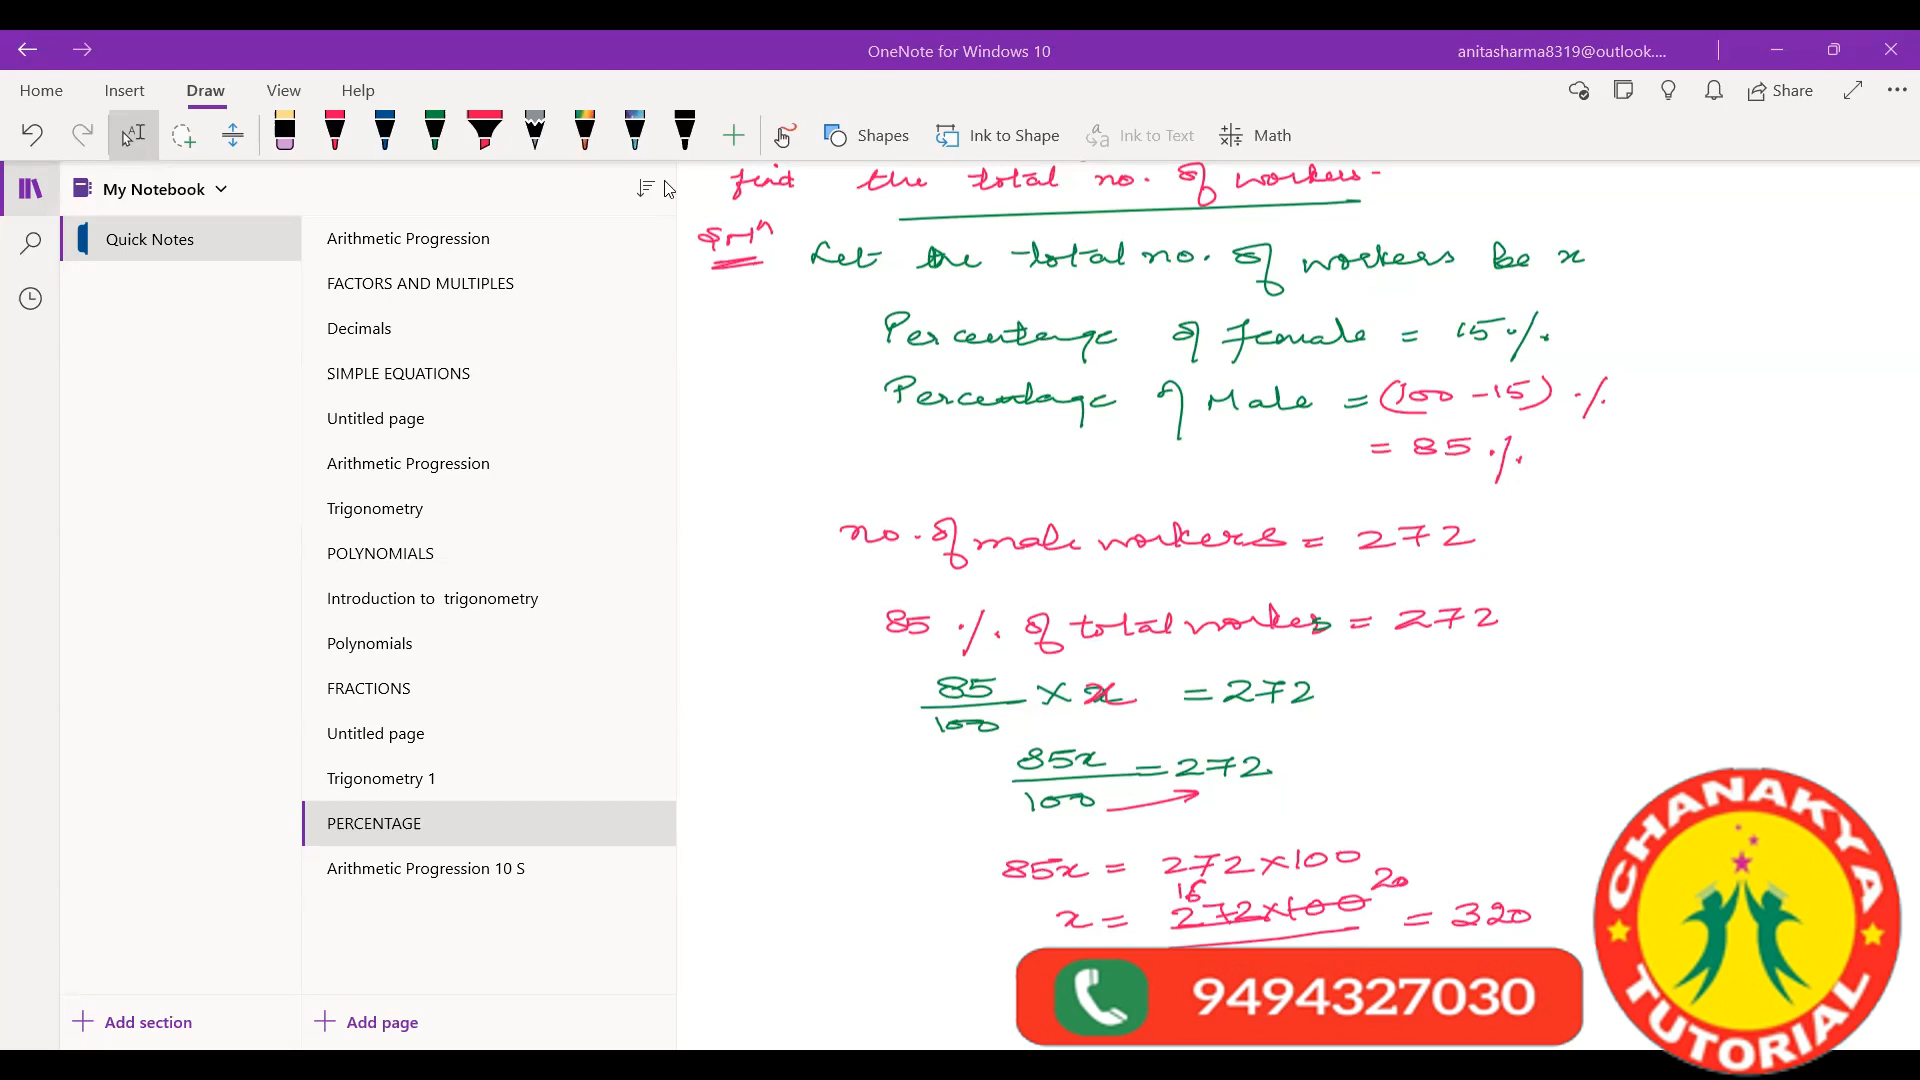 OneNote for Windows 10
anitasharma8319@outlook....
Home Insert Draw View Help
Share
Shapes Ink to Shape Ink to Text Math
My Notebook
Quick Notes
Arithmetic Progression
FACTORS AND MULTIPLES
Decimals
SIMPLE EQUATIONS
Untitled page
Arithmetic Progression
Trigonometry
POLYNOMIALS
Introduction to trigonometry
Polynomials
FRACTIONS
Untitled page
Trigonometry 1
PERCENTAGE
Arithmetic Progression 10 S
Add section
Add page
find the total no. of workers.
Let the total no. of workers be x
Percentage of female = 15%
Percentage of Male = (100-15)%
= 85%
no. of male workers = 272
85% of total workers = 272
85/100 × x = 272
85x/100 = 272
85x = 272×100
16 20
x = 272×100 = 320
9494327030
CHANAKYA
TUTORIAL